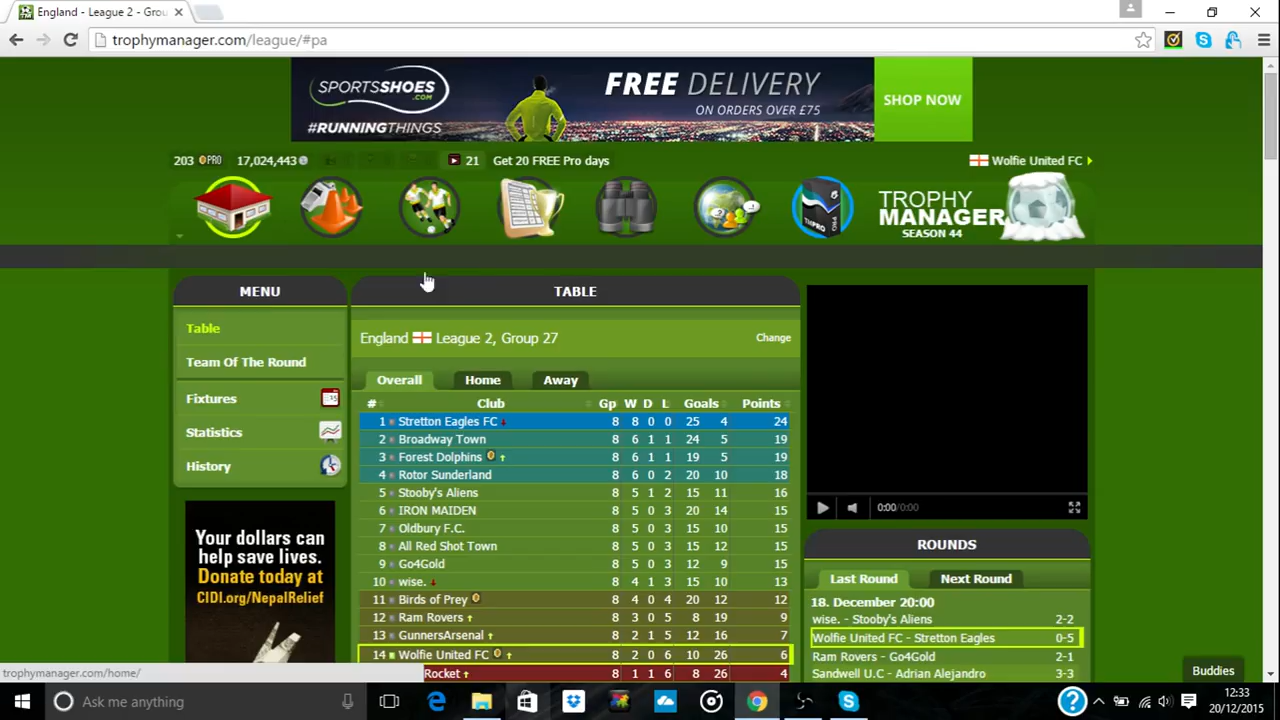 England - League 2 - Grou
trophymanager.com/league/#pa
SPORTSSHOES
.COM
#RUNNINGTHINGS
FREE DELIVERY
ON ORDERS OVER £75
SHOP NOW
203 PRO 17,024,443 21 Get 20 FREE Pro days
Wolfie United FC
TROPHY
MANAGER
SEASON 44
MENU
Table
Team Of The Round
Fixtures
Statistics
History
Your dollars can
help save lives.
Donate today at
CIDI.org/NepalRelief
TABLE
England League 2, Group 27 Change
Overall Home Away
# Club Gp W D L Goals Points
1 Stretton Eagles FC 8 8 0 0 25 4 24
2 Broadway Town 8 6 1 1 24 5 19
3 Forest Dolphins 8 6 1 1 19 5 19
4 Rotor Sunderland 8 6 0 2 20 10 18
5 Stooby's Aliens 8 5 1 2 15 11 16
6 IRON MAIDEN 8 5 0 3 20 14 15
7 Oldbury F.C. 8 5 0 3 15 10 15
8 All Red Shot Town 8 5 0 3 15 12 15
9 Go4Gold 8 5 0 3 12 9 15
10 wise. 8 4 1 3 15 10 13
11 Birds of Prey 8 4 0 4 20 12 12
12 Ram Rovers 8 3 0 5 8 19 9
13 GunnersArsenal 8 2 1 5 12 16 7
14 Wolfie United FC 8 2 0 6 10 26 6
Rocket 8 1 1 6 8 26 4
0:00/0:00
ROUNDS
Last Round Next Round
18. December 20:00
wise. - Stooby's Aliens 2-2
Wolfie United FC - Stretton Eagles 0-5
Ram Rovers - Go4Gold 2-1
Sandwell U.C - Adrian Alejandro 3-3
trophymanager.com/home/
Buddies
Ask me anything
12:33
20/12/2015